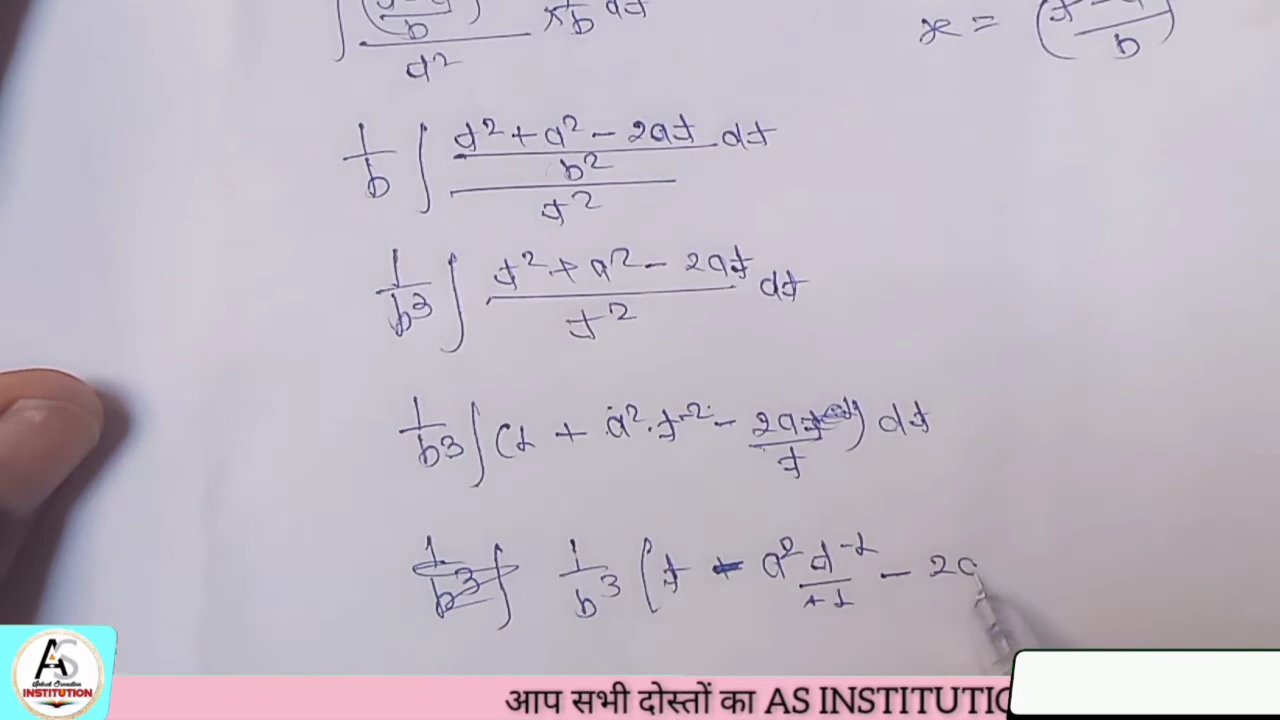 x = (t - a / b)
t²
1/b ∫ (t² + a² - 2at / b²) / t² dt
1/b³ ∫ t² + a² - 2at / t² dt
1/b³ ∫ (1 + a².t⁻² - 2a/t) dt
1/b³ (t - a² t⁻¹/+1 - 2a
AS
INSTITUTION
आप सभी दोस्तों का AS INSTITUTIO